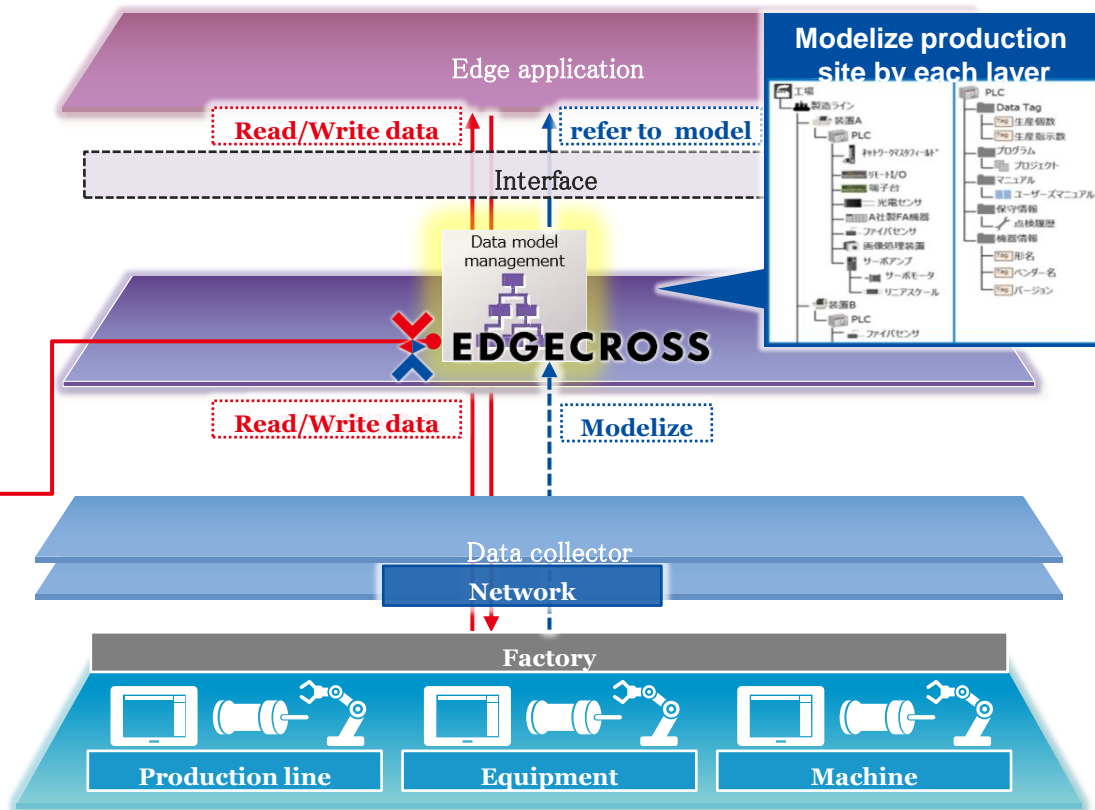 Edge application
Modelize production
site by each layer
Read/Write data
refer to model
Interface
Data model
management
EDGECROSS
Read/Write data
Modelize
Data collector
Network
Factory
Production line
Equipment
Machine
工場
製造ライン
装置A
PLC
ネットワークマスタフィールド
リモートI/O
端子台
光電センサ
A社製FA機器
ファイバセンサ
画像処理装置
サーボアンプ
サーボモータ
リニアスケール
装置B
PLC
ファイバセンサ
PLC
Data Tag
Tag 生産個数
Tag 生産指示数
プログラム
プロジェクト
マニュアル
ユーザーズマニュアル
保守情報
点検履歴
機器情報
Tag 形名
Tag ベンダー名
Tag バージョン